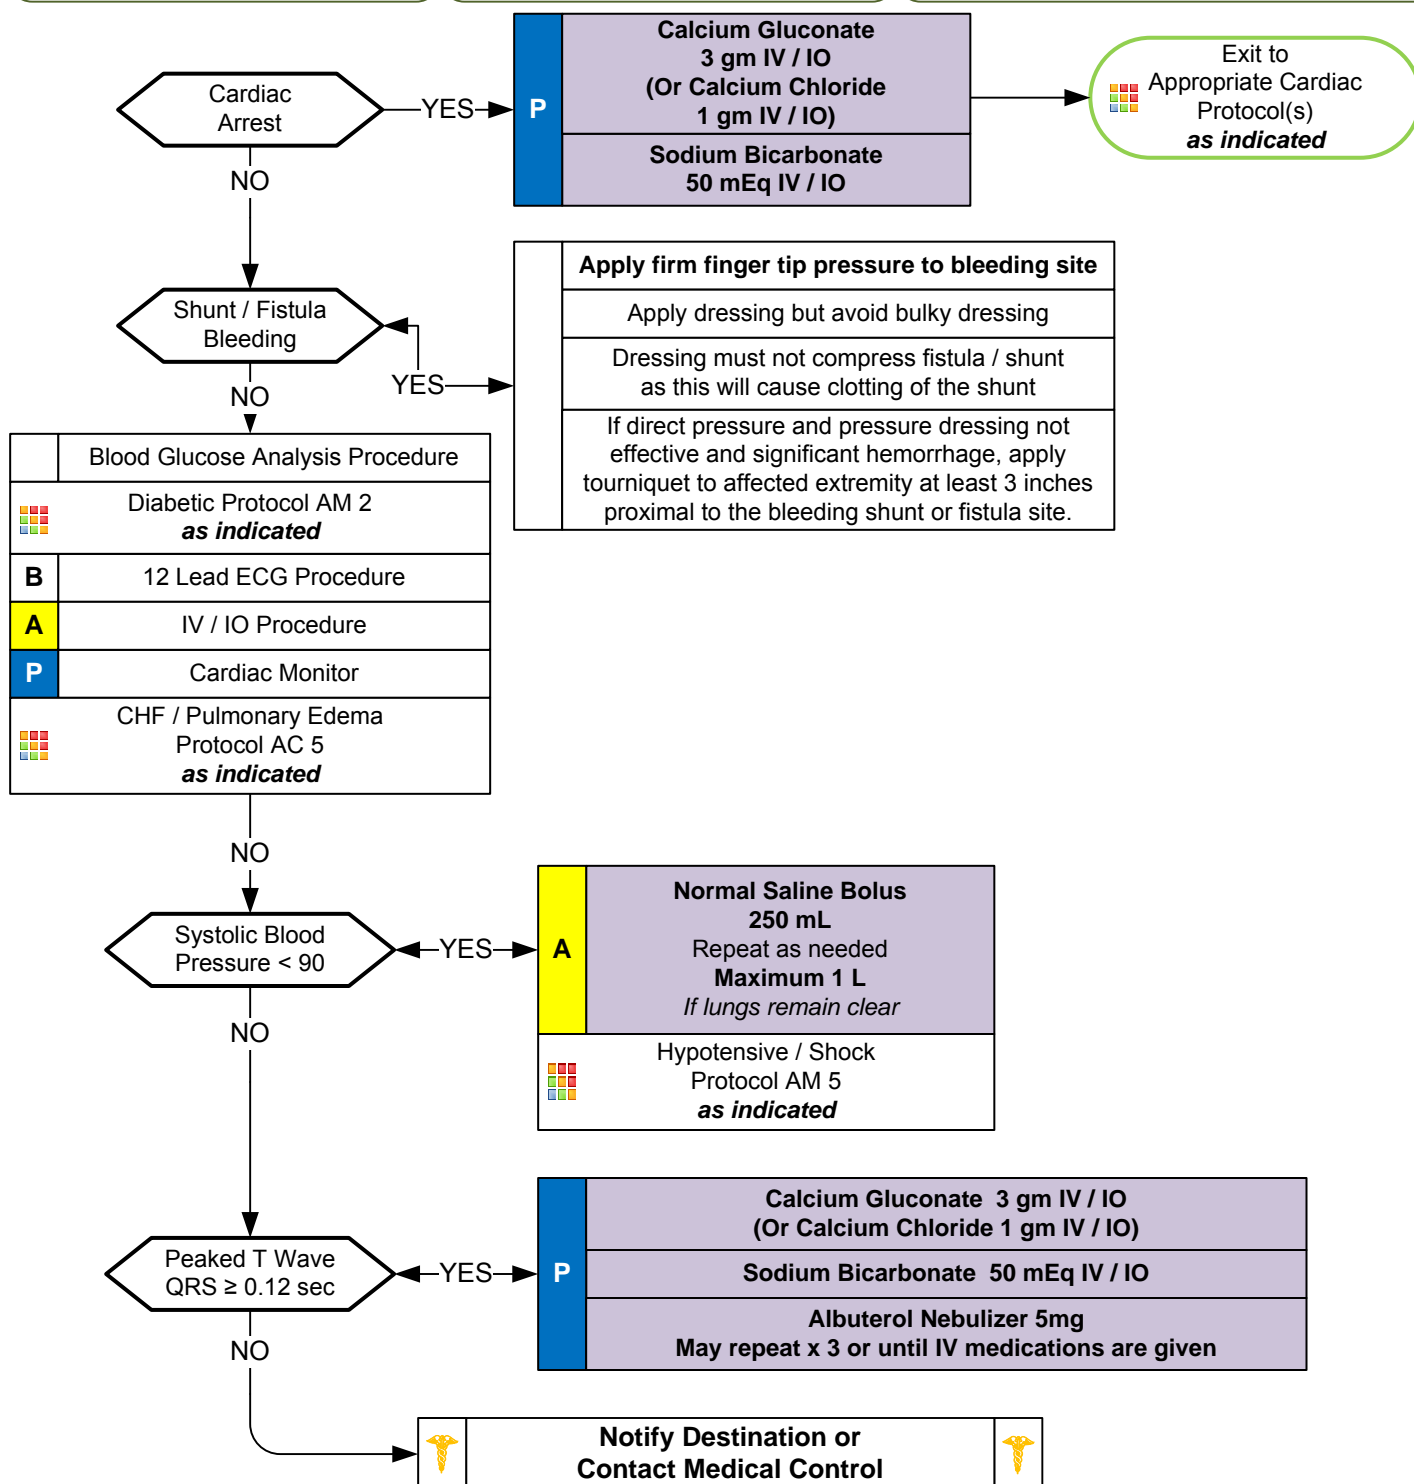 Cardiac
Arrest
YES
P
Calcium Gluconate
3 gm IV / IO
(Or Calcium Chloride
1 gm IV / IO)
Sodium Bicarbonate
50 mEq IV / IO
Exit to
Appropriate Cardiac
Protocol(s)
as indicated
NO
Shunt / Fistula
Bleeding
YES
Apply firm finger tip pressure to bleeding site
Apply dressing but avoid bulky dressing
Dressing must not compress fistula / shunt
as this will cause clotting of the shunt
If direct pressure and pressure dressing not
effective and significant hemorrhage, apply
tourniquet to affected extremity at least 3 inches
proximal to the bleeding shunt or fistula site.
NO
Blood Glucose Analysis Procedure
Diabetic Protocol AM 2
as indicated
B
12 Lead ECG Procedure
A
IV / IO Procedure
P
Cardiac Monitor
CHF / Pulmonary Edema
Protocol AC 5
as indicated
NO
Systolic Blood
Pressure < 90
YES
A
Normal Saline Bolus
250 mL
Repeat as needed
Maximum 1 L
If lungs remain clear
Hypotensive / Shock
Protocol AM 5
as indicated
NO
Peaked T Wave
QRS ≥ 0.12 sec
YES
P
Calcium Gluconate 3 gm IV / IO
(Or Calcium Chloride 1 gm IV / IO)
Sodium Bicarbonate 50 mEq IV / IO
Albuterol Nebulizer 5mg
May repeat x 3 or until IV medications are given
NO
Notify Destination or
Contact Medical Control